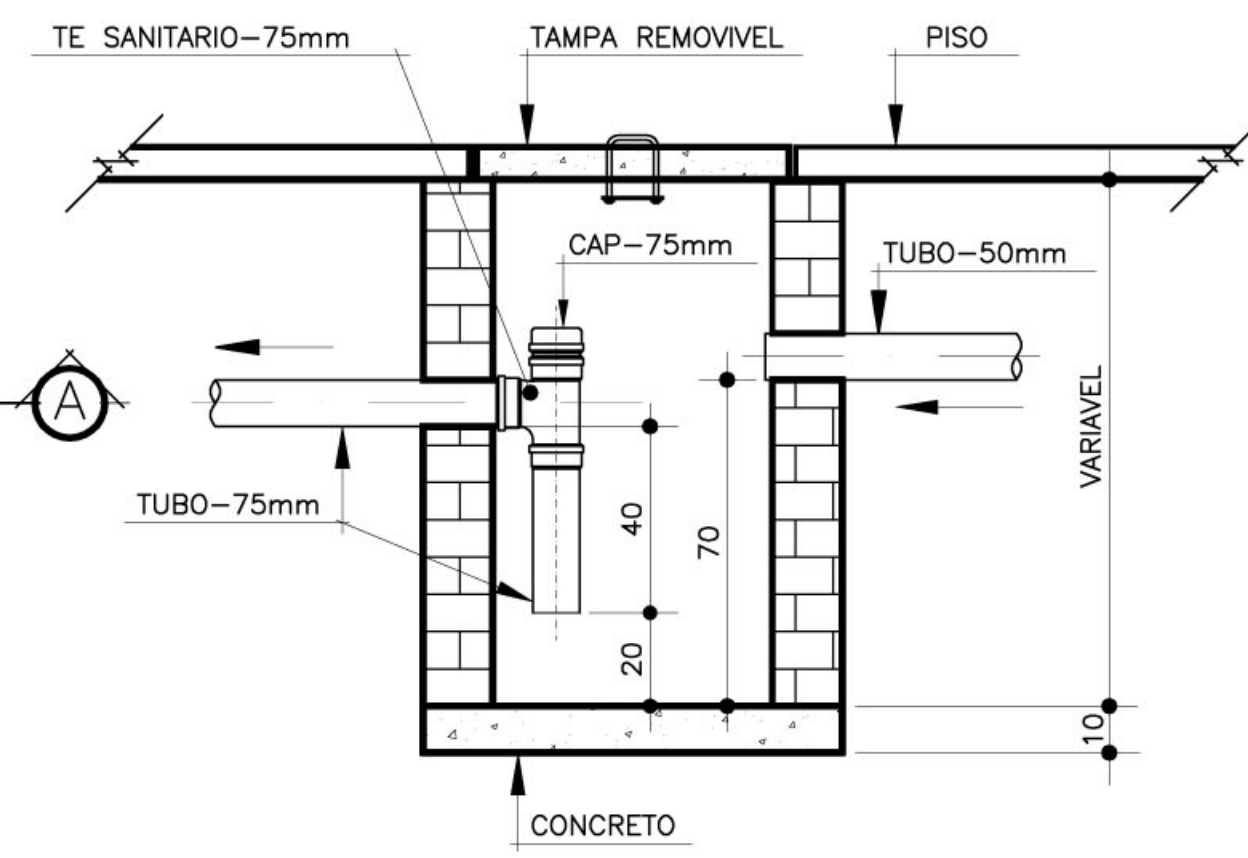 TE SANITARIO-75mm
TAMPA REMOVIVEL
PISO
CAP-75mm
TUBO-50mm
A
VARIAVEL
TUBO-75mm
40
70
20
10
CONCRETO